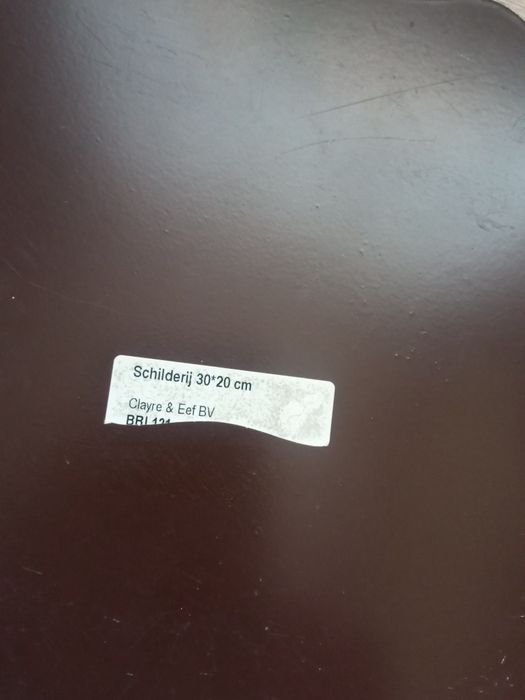 Schilderij 30*20 cm
Clayre & Eef BV